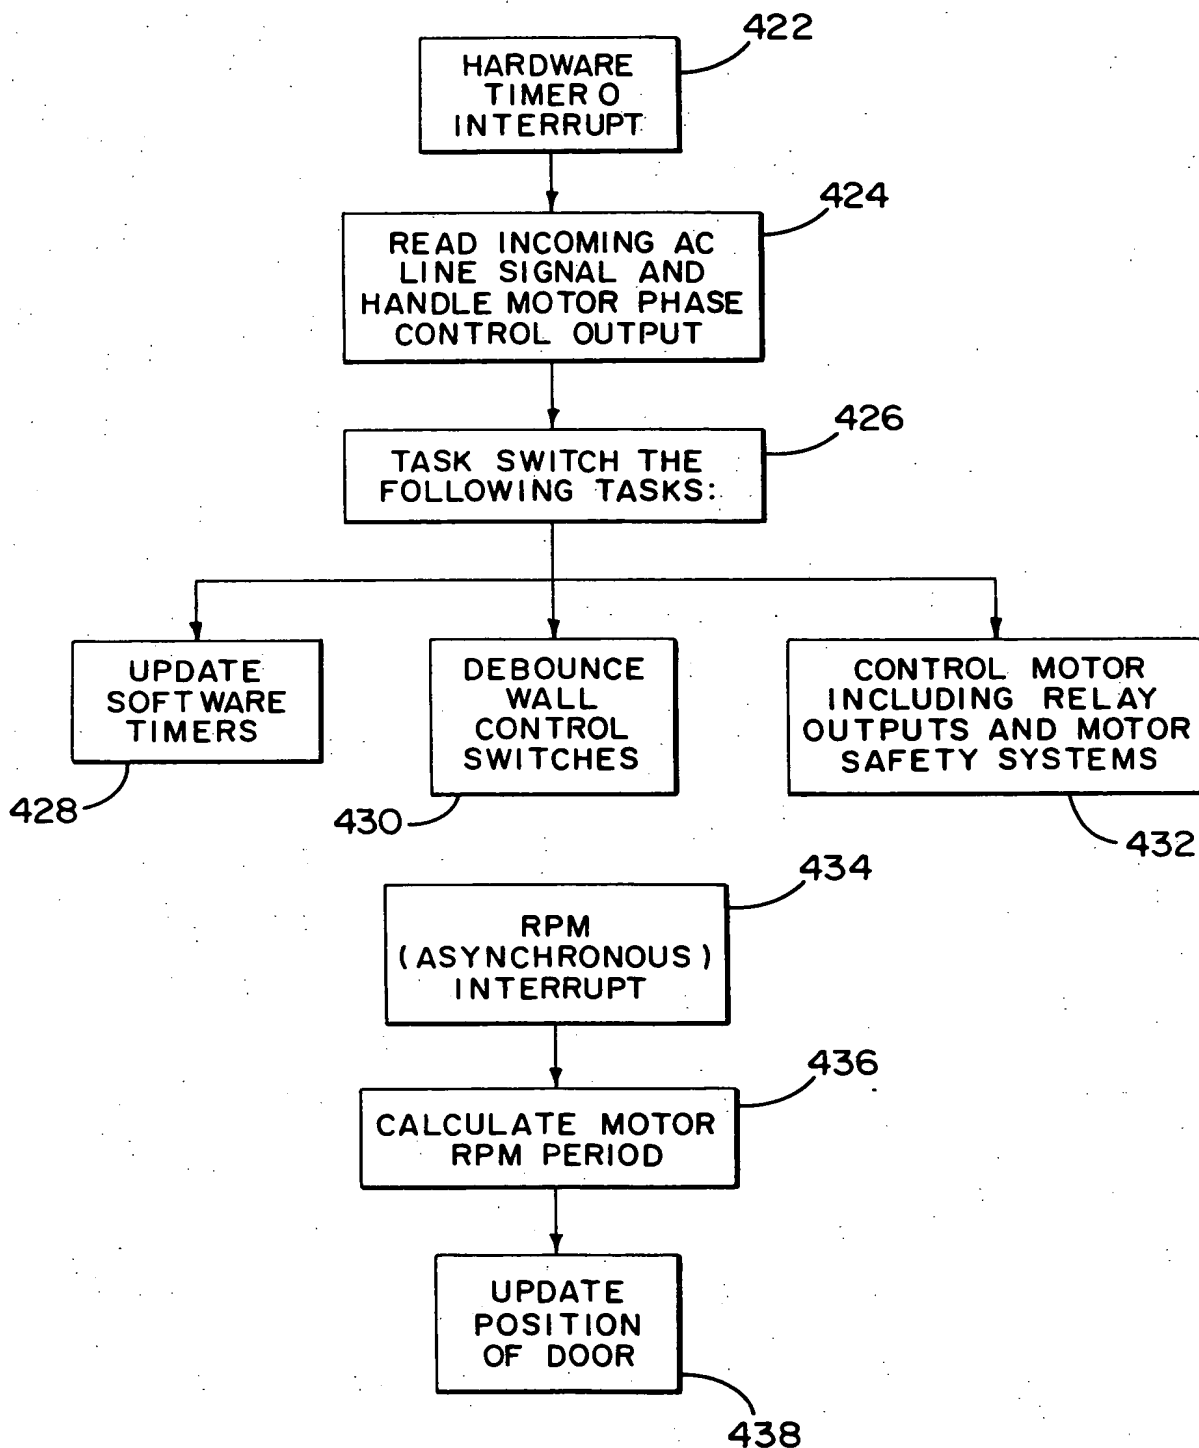 422
HARDWARE
TIMER 0
INTERRUPT
424
READ INCOMING AC
LINE SIGNAL AND
HANDLE MOTOR PHASE
CONTROL OUTPUT
426
TASK SWITCH THE
FOLLOWING TASKS:
UPDATE
SOFTWARE
TIMERS
428
DEBOUNCE
WALL
CONTROL
SWITCHES
430
CONTROL MOTOR
INCLUDING RELAY
OUTPUTS AND MOTOR
SAFETY SYSTEMS
432
434
RPM
(ASYNCHRONOUS)
INTERRUPT
436
CALCULATE MOTOR
RPM PERIOD
UPDATE
POSITION
OF DOOR
438